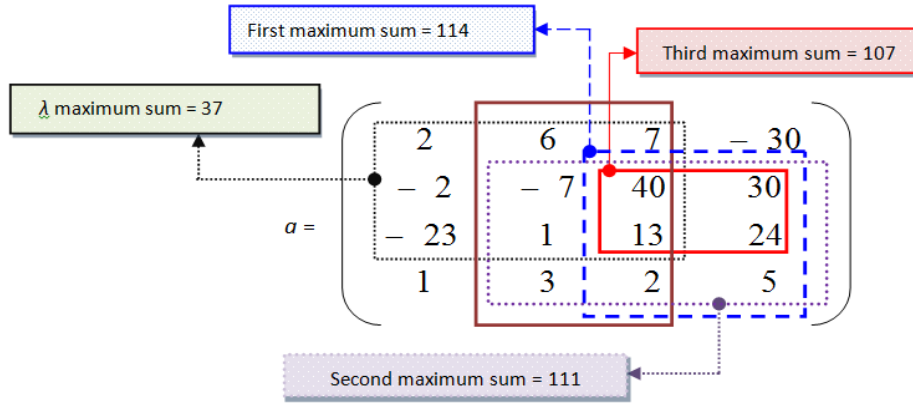 First maximum sum = 114
Third maximum sum = 107
λ maximum sum = 37
2 6 7 − 30
− 2 − 7 40 30
a =
− 23 1 13 24
1 3 2 5
Second maximum sum = 111